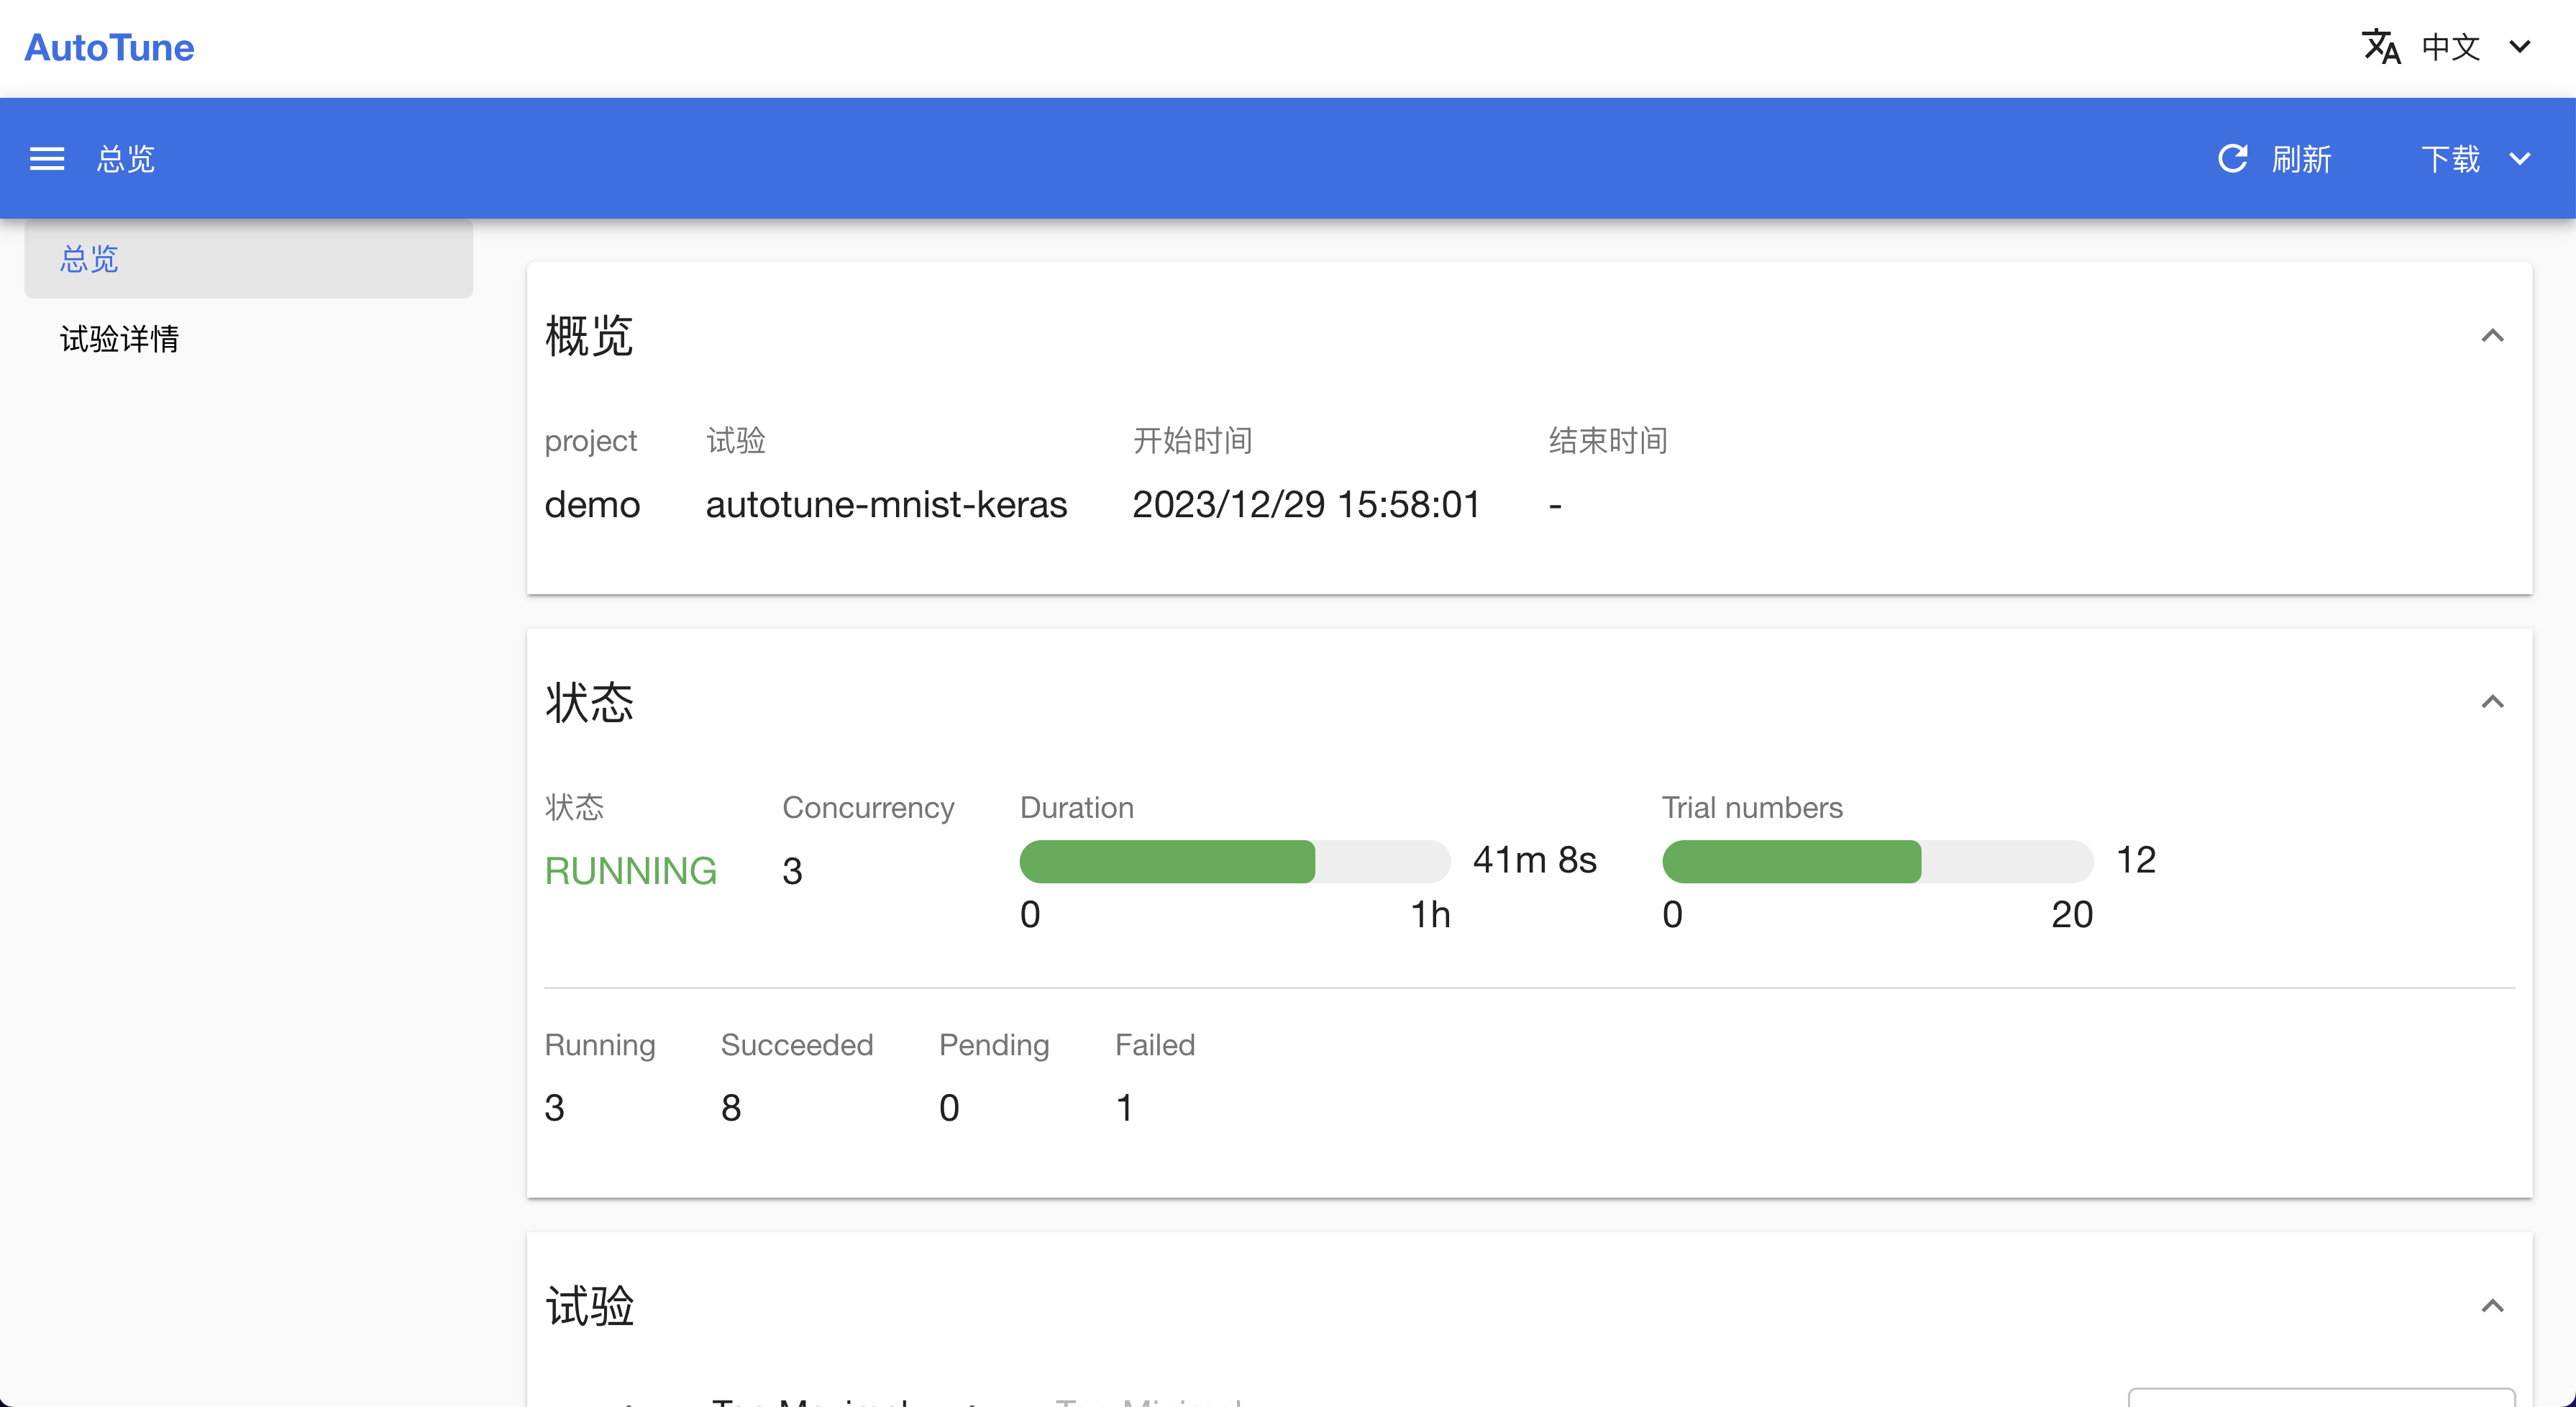 AutoTune
中文
总览
刷新
下载
总览
试验详情
概览
project 试验 开始时间 结束时间
demo autotune-mnist-keras 2023/12/29 15:58:01 -
状态
状态 Concurrency Duration Trial numbers
RUNNING 3 41m 8s 12
0 1h 0 20
Running Succeeded Pending Failed
3 8 0 1
试验